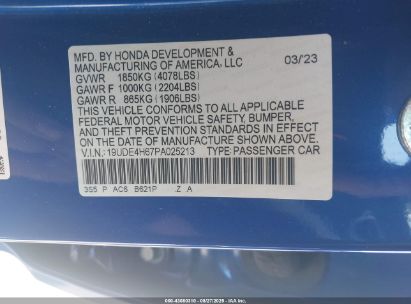 MFD. BY HONDA DEVELOPMENT &
MANUFACTURING OF AMERICA, LLC 03/23
GVWR 1850KG (4078LBS)
GAWR F 1000KG (2204LBS)
GAWR R 865KG (1906LBS)
THIS VEHICLE CONFORMS TO ALL APPLICABLE
FEDERAL MOTOR VEHICLE SAFETY, BUMPER,
AND THEFT PREVENTION STANDARDS IN EFFECT
ON THE DATE OF MANUFACTURE SHOWN ABOVE.
V.I.N.: 19UDE4H67PA025213 TYPE PASSENGER CAR
3S5 P AC6 B621P Z A